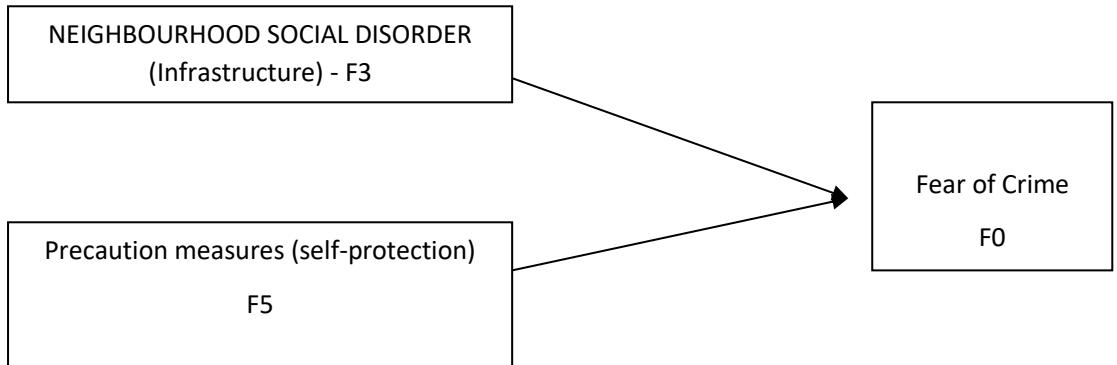 NEIGHBOURHOOD SOCIAL DISORDER
(Infrastructure) - F3
Precaution measures (self-protection)
F5
Fear of Crime
F0